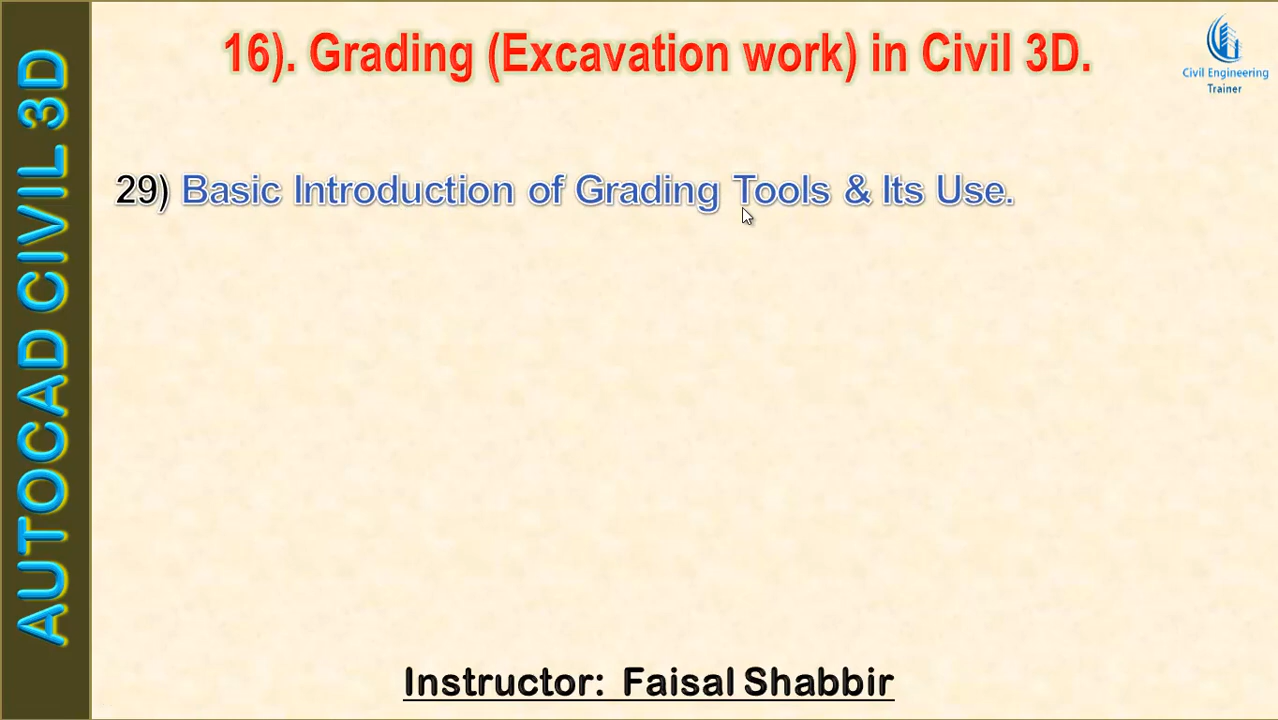 16). Grading (Excavation work) in Civil 3D.
Civil Engineering
Trainer
AUTOCAD CIVIL 3D
29) Basic Introduction of Grading Tools & Its Use.
Instructor: Faisal Shabbir